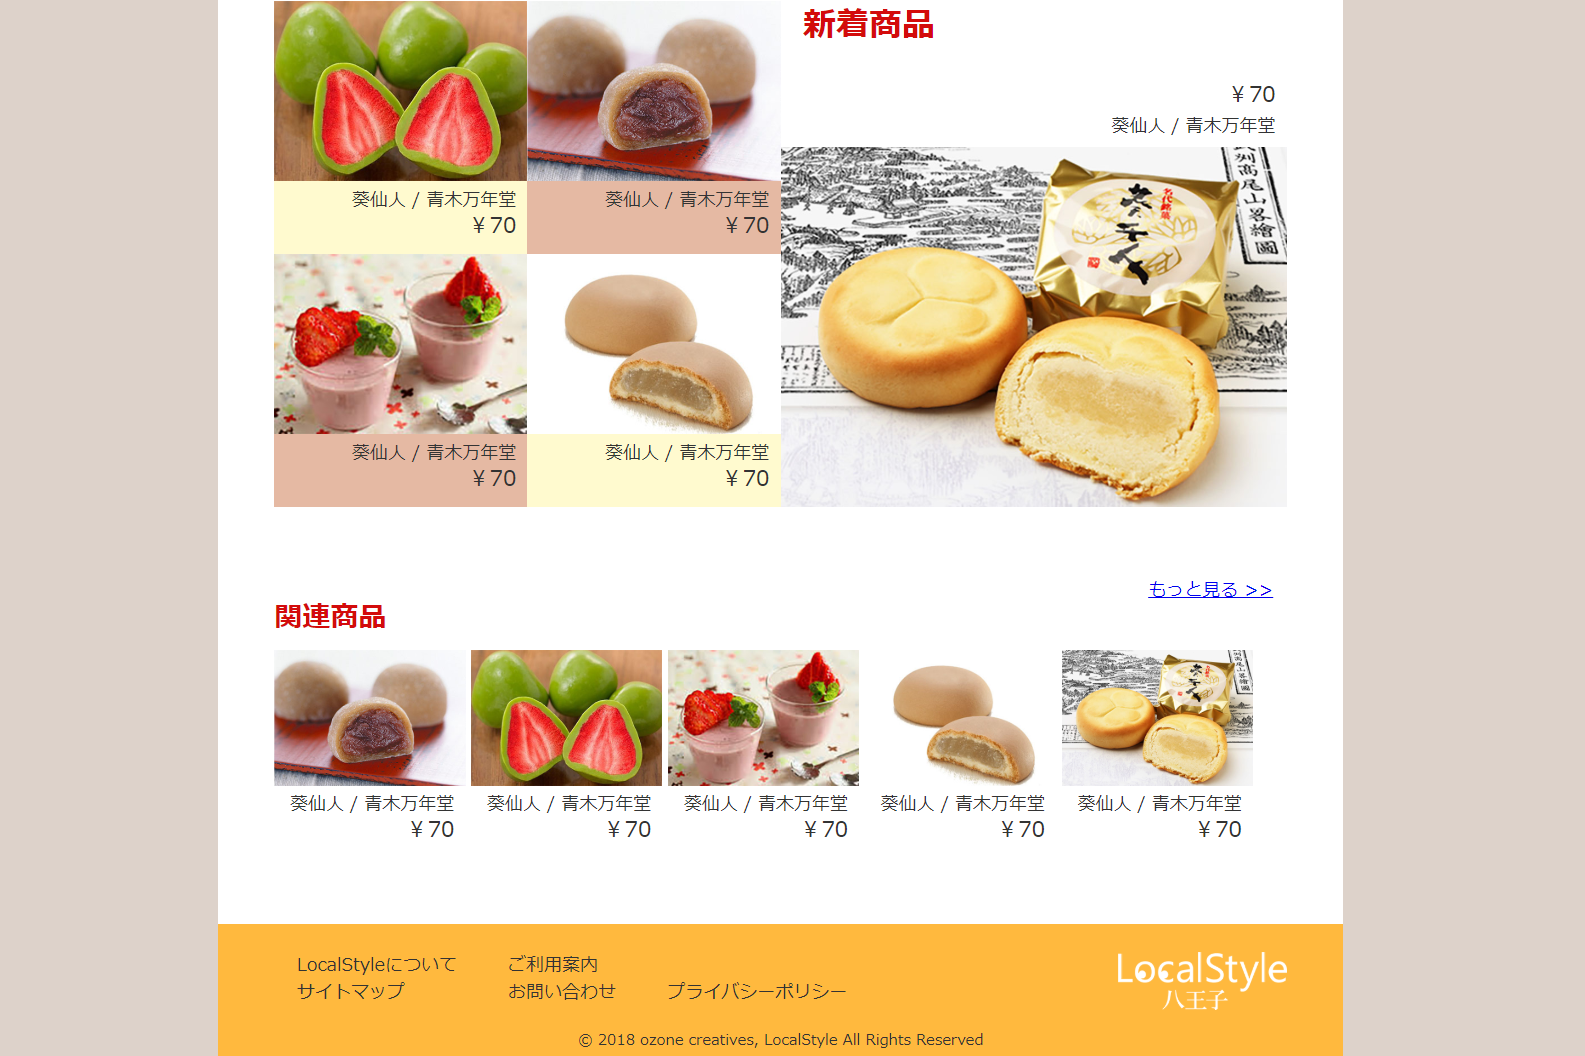 新着商品
¥ 70
葵仙人 / 青木万年堂
葵仙人 / 青木万年堂
¥ 70
葵仙人 / 青木万年堂
¥ 70
葵仙人 / 青木万年堂
¥ 70
葵仙人 / 青木万年堂
¥ 70
名代銘菓
高尾山畧繪圖
もっと見る >>
関連商品
葵仙人 / 青木万年堂
¥ 70
葵仙人 / 青木万年堂
¥ 70
葵仙人 / 青木万年堂
¥ 70
葵仙人 / 青木万年堂
¥ 70
葵仙人 / 青木万年堂
¥ 70
LocalStyleについて
ご利用案内
サイトマップ
お問い合わせ
プライバシーポリシー
LocalStyle
八王子
© 2018 ozone creatives, LocalStyle All Rights Reserved